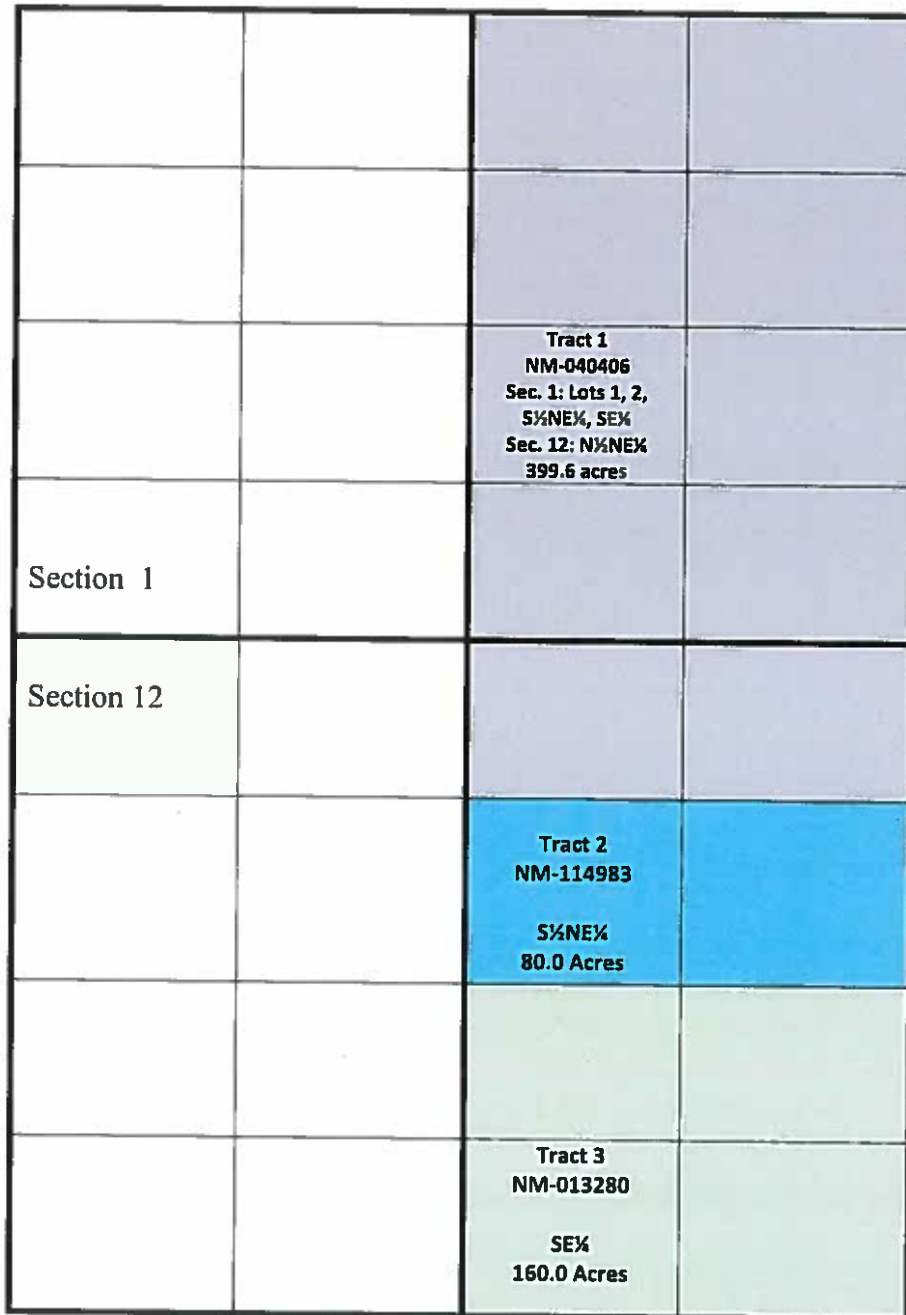 Tract 1
NM-040406
Sec. 1: Lots 1, 2,
S½NE¼, SE¼
Sec. 12: N½NE¼
399.6 acres
Section 1
Section 12
Tract 2
NM-114983
S½NE¼
80.0 Acres
Tract 3
NM-013280
SE¼
160.0 Acres